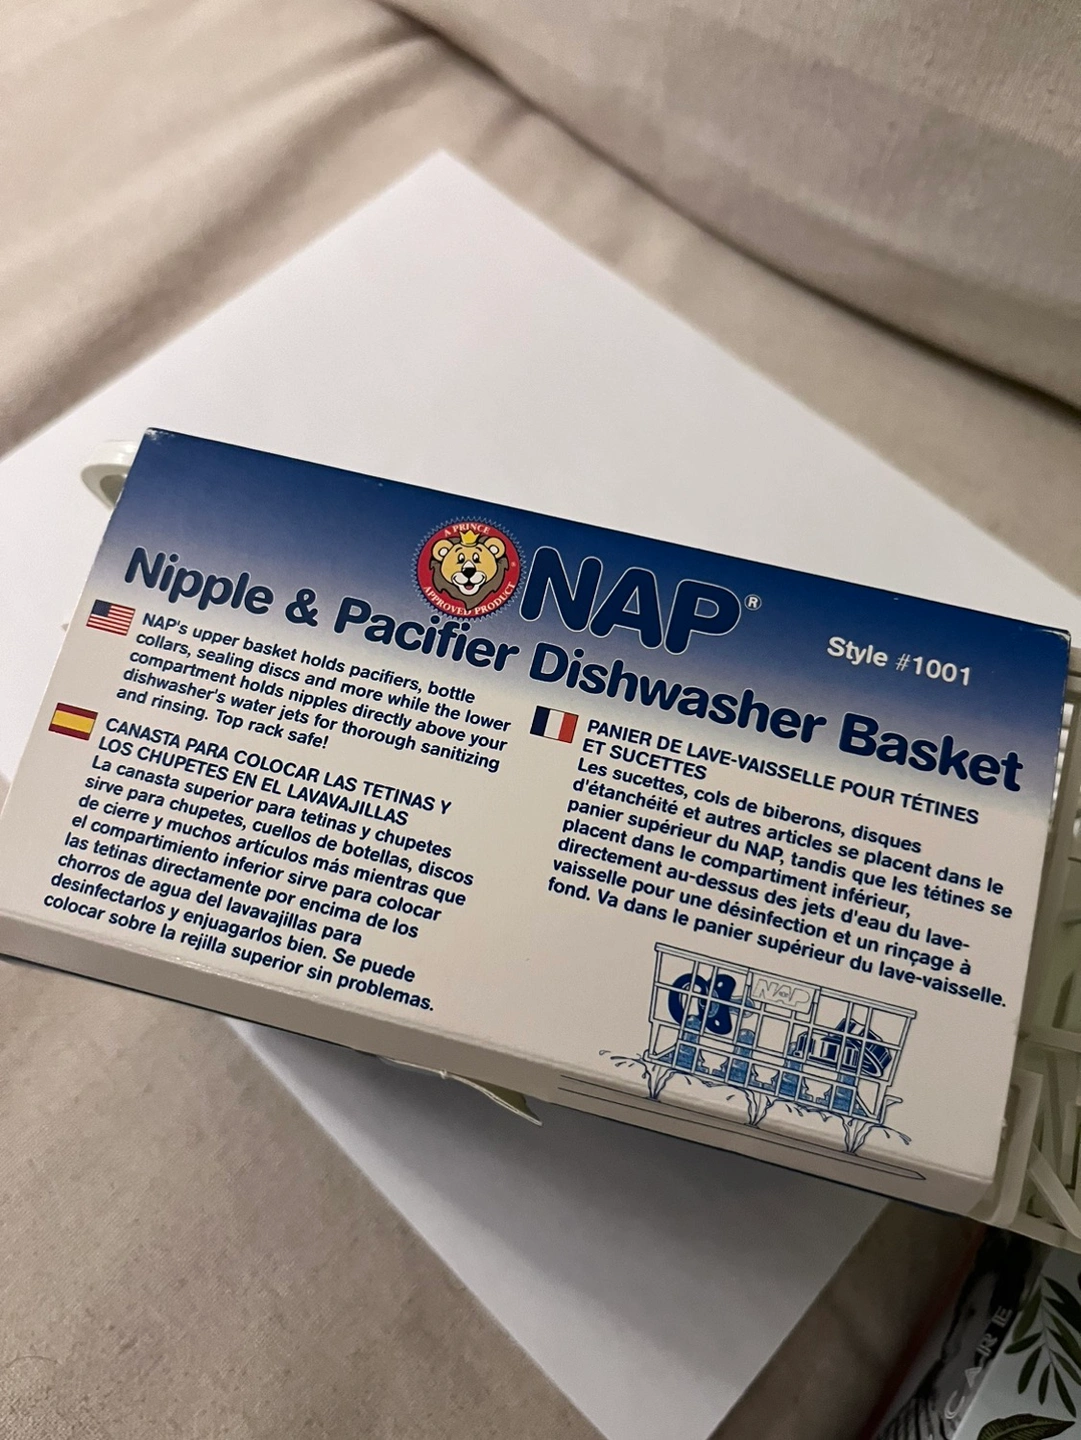 A PRINCE
APPROVED PRODUCT
NAP®
Style #1001
Nipple & Pacifier Dishwasher Basket
NAP's upper basket holds pacifiers, bottle
collars, sealing discs and more while the lower
compartment holds nipples directly above your
dishwasher's water jets for thorough sanitizing
and rinsing. Top rack safe!
CANASTA PARA COLOCAR LAS TETINAS Y
LOS CHUPETES EN EL LAVAVAJILLAS
La canasta superior para tetinas y chupetes
sirve para chupetes, cuellos de botellas, discos
de cierre y muchos artículos más mientras que
el compartimiento inferior sirve para colocar
las tetinas directamente por encima de los
chorros de agua del lavavajillas para
desinfectarlos y enjuagarlos bien. Se puede
colocar sobre la rejilla superior sin problemas.
PANIER DE LAVE-VAISSELLE POUR TÉTINES
ET SUCETTES
Les sucettes, cols de biberons, disques
d'étanchéité et autres articles se placent dans le
panier supérieur du NAP, tandis que les tétines se
placent dans le compartiment inférieur,
directement au-dessus des jets d'eau du lave-
vaisselle pour une désinfection et un rinçage à
fond. Va dans le panier supérieur du lave-vaisselle.
NAP